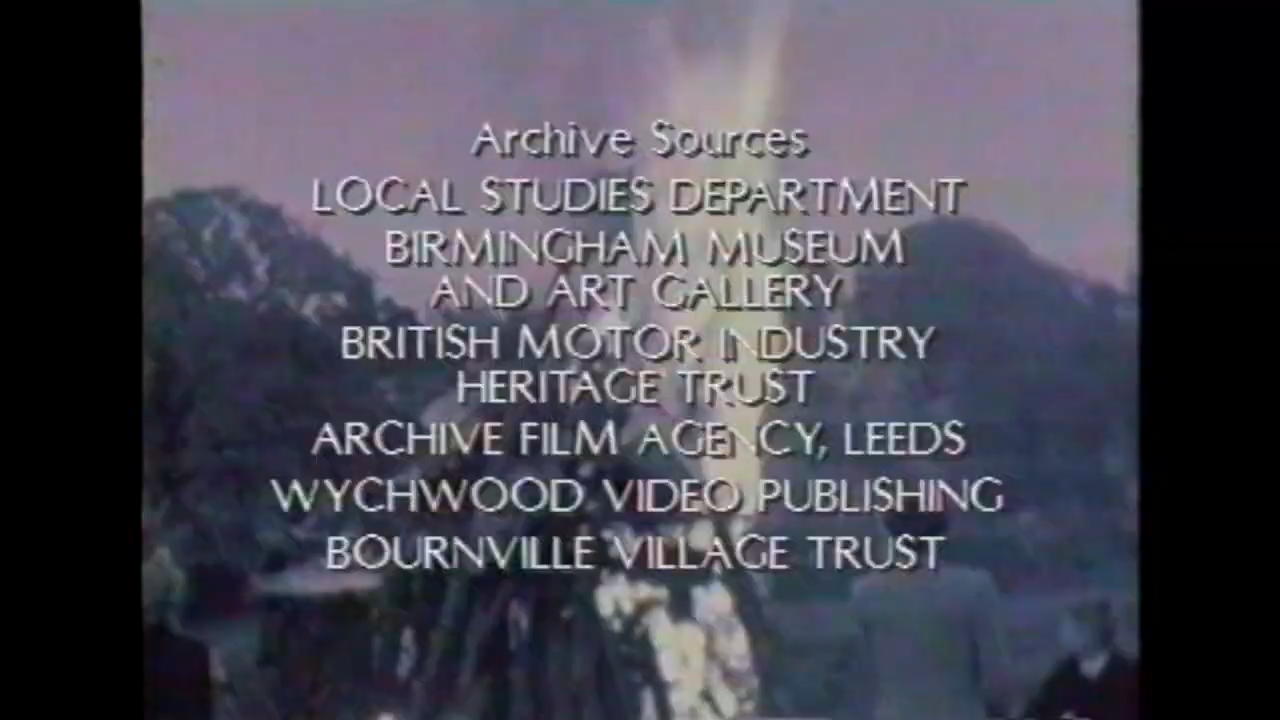 Archive Sources
LOCAL STUDIES DEPARTMENT
BIRMINGHAM MUSEUM
AND ART GALLERY
BRITISH MOTOR INDUSTRY
HERITAGE TRUST
ARCHIVE FILM AGENCY, LEEDS
WYCHWOOD VIDEO PUBLISHING
BOURNVILLE VILLAGE TRUST